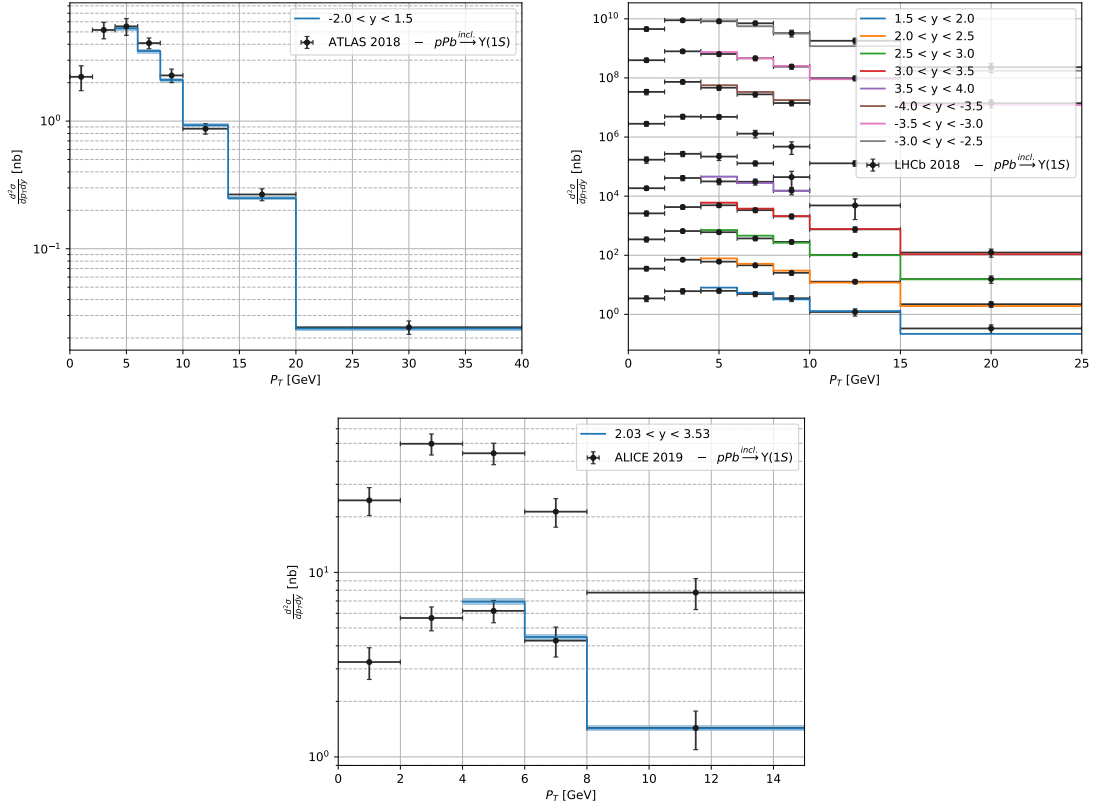 -2.0 < y < 1.5
ATLAS 2018 − pPb incl.⟶ Υ(1S)
10⁰
10⁻¹
d²σ/dp_T dy [nb]
0 5 10 15 20 25 30 35 40
P_T [GeV]
1.5 < y < 2.0
2.0 < y < 2.5
2.5 < y < 3.0
3.0 < y < 3.5
3.5 < y < 4.0
-4.0 < y < -3.5
-3.5 < y < -3.0
-3.0 < y < -2.5
LHCb 2018 − pPb incl.⟶ Υ(1S)
10¹⁰
10⁸
10⁶
10⁴
10²
10⁰
d²σ/dp_T dy [nb]
0 5 10 15 20 25
P_T [GeV]
2.03 < y < 3.53
ALICE 2019 − pPb incl.⟶ Υ(1S)
10¹
10⁰
d²σ/dp_T dy [nb]
0 2 4 6 8 10 12 14
P_T [GeV]